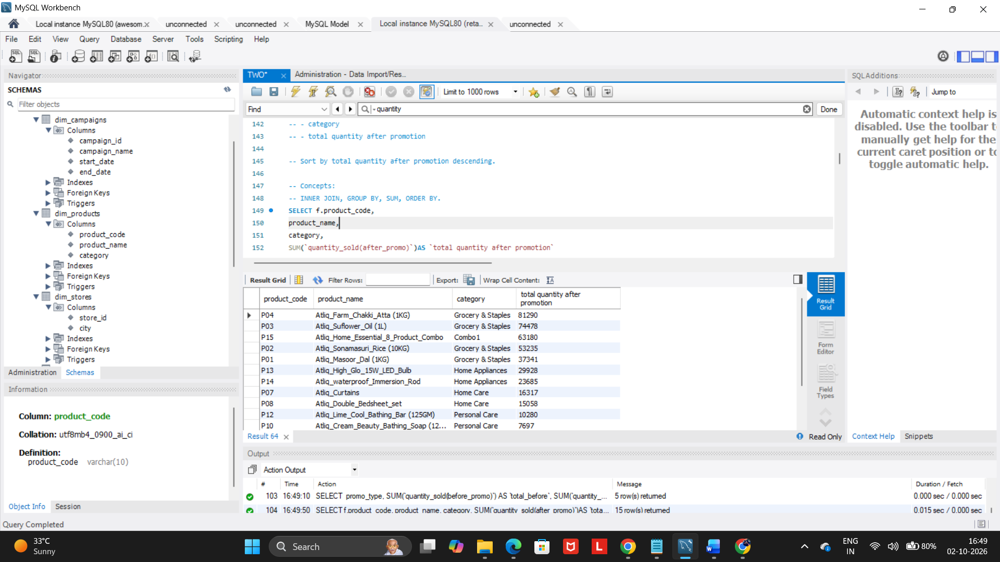 MySQL Workbench
Local instance MySQL80 (awesom.
unconnected
unconnected
MySQL Model
Local instance MySQL80 (reta...
unconnected
File Edit View Query Database Server Tools Scripting Help
Navigator
SCHEMAS
Filter objects
dim_campaigns
Columns
campaign_id
campaign_name
start_date
end_date
Indexes
Foreign Keys
Triggers
dim_products
Columns
product_code
product_name
category
Indexes
Foreign Keys
Triggers
dim_stores
Columns
store_id
city
Indexes
Foreign Keys
Triggers
Administration Schemas
Information
Column: product_code
Collation: utf8mb4_0900_ai_ci
Definition:
product_code varchar(10)
Object Info Session
Query Completed
TWO*
Administration - Data Import/Res...
Limit to 1000 rows
Find
quantity
Done
142 -- - category
143 -- - total quantity after promotion
144
145 -- Sort by total quantity after promotion descending.
146
147 -- Concepts:
148 -- INNER JOIN, GROUP BY, SUM, ORDER BY.
149 SELECT f.product_code,
150 product_name,
151 category,
152 SUM(`quantity_sold(after_promo)`)AS `total quantity after promotion`
Result Grid Filter Rows: Export: Wrap Cell Content:
product_code product_name category total quantity after promotion
P04 Atliq_Farm_Chakki_Atta (1KG) Grocery & Staples 81290
P03 Atliq_Suflower_Oil (1L) Grocery & Staples 74478
P15 Atliq_Home_Essential_8_Product_Combo Combo1 63180
P02 Atliq_Sonamasuri_Rice (10KG) Grocery & Staples 53235
P01 Atliq_Masoor_Dal (1KG) Grocery & Staples 37341
P13 Atliq_High_Glo_15W_LED_Bulb Home Appliances 29928
P14 Atliq_waterproof_Immersion_Rod Home Appliances 23685
P07 Atliq_Curtains Home Care 16317
P08 Atliq_Double_Bedsheet_set Home Care 15058
P12 Atliq_Lime_Cool_Bathing_Bar (125GM) Personal Care 10280
P10 Atliq_Cream_Beauty_Bathing_Soap (12... Personal Care 7697
Result Grid
Form Editor
Field Types
Result 64
Read Only
Output
Action Output
# Time Action Message Duration / Fetch
103 16:49:10 SELECT promo_type, SUM(`quantity_sold(before_promo)`) AS `total_before`, SUM(`quantity_... 5 row(s) returned 0.000 sec / 0.000 sec
104 16:49:50 SELECT f.product_code, product_name, category, SUM(`quantity_sold(after_promo)`)AS `tota... 15 row(s) returned 0.015 sec / 0.000 sec
SQLAdditions
Jump to
Automatic context help is
disabled. Use the toolbar t
manually get help for the
current caret position or to
toggle automatic help.
Context Help Snippets
33°C
Sunny
Search
ENG
IN
80%
16:49
02-10-2026